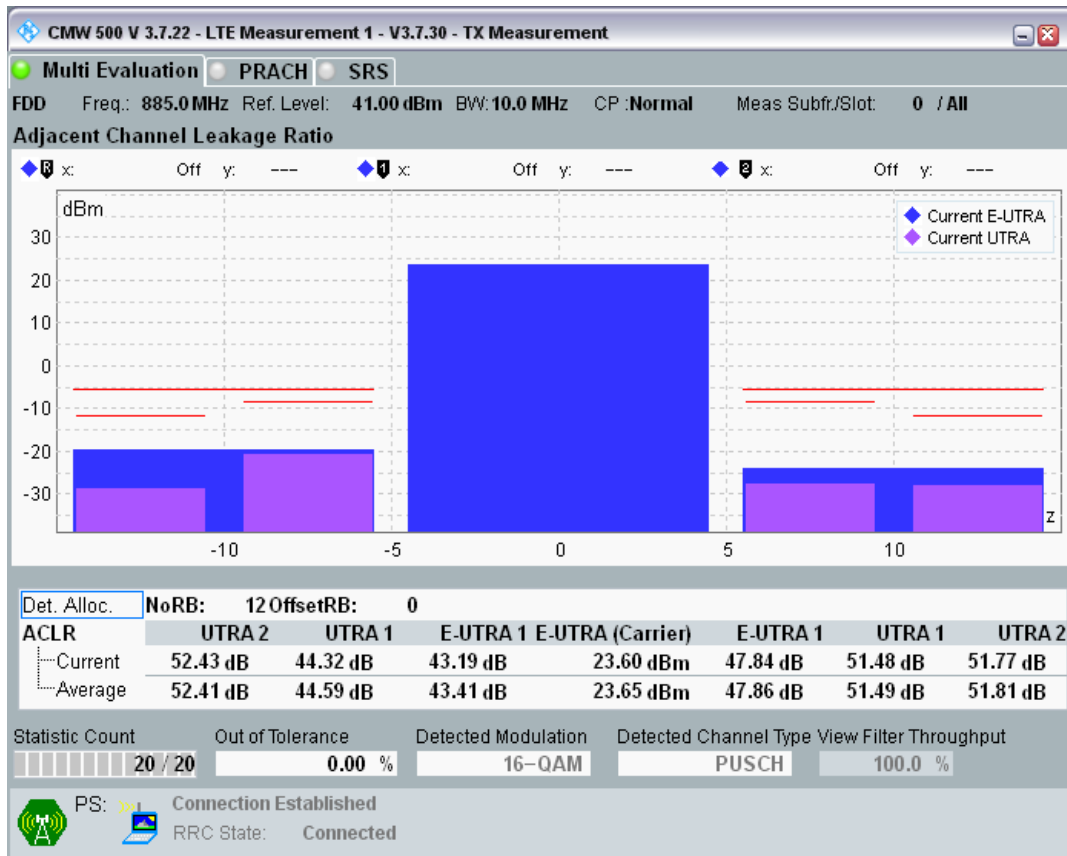 CMW 500 V 3.7.22 - LTE Measurement 1 - V3.7.30 - TX Measurement
Multi Evaluation PRACH SRS
FDD Freq.: 885.0 MHz Ref. Level: 41.00 dBm BW: 10.0 MHz CP :Normal Meas Subfr./Slot: 0 / All
Adjacent Channel Leakage Ratio
R x: Off y: --- 1 x: Off y: --- 2 x: Off y: ---
dBm
Current E-UTRA
Current UTRA
30
20
10
0
-10
-20
-30
z
-10 -5 0 5 10
Det. Alloc. NoRB: 12 OffsetRB: 0
ACLR UTRA 2 UTRA 1 E-UTRA 1 E-UTRA (Carrier) E-UTRA 1 UTRA 1 UTRA 2
Current 52.43 dB 44.32 dB 43.19 dB 23.60 dBm 47.84 dB 51.48 dB 51.77 dB
Average 52.41 dB 44.59 dB 43.41 dB 23.65 dBm 47.86 dB 51.49 dB 51.81 dB
Statistic Count Out of Tolerance Detected Modulation Detected Channel Type View Filter Throughput
20 / 20 0.00 % 16-QAM PUSCH 100.0 %
PS: Connection Established
RRC State: Connected